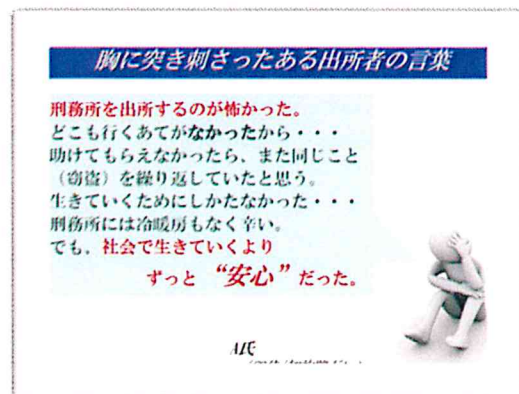 胸に突き刺さったある出所者の言葉
刑務所を出所するのが怖かった。
どこも行くあてがなかったから・・・
助けてもらえなかったら、また同じこと
（窃盗）を繰り返していたと思う。
生きていくためにしかたなかった・・・
刑務所には冷暖房もなく辛い。
でも、社会で生きていくより
ずっと “安心” だった。
A氏